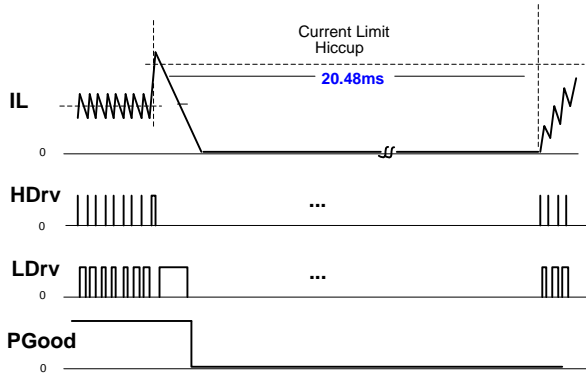 Current Limit
Hiccup
20.48ms
IL
0
HDrv
0
...
LDrv
0
...
PGood
0